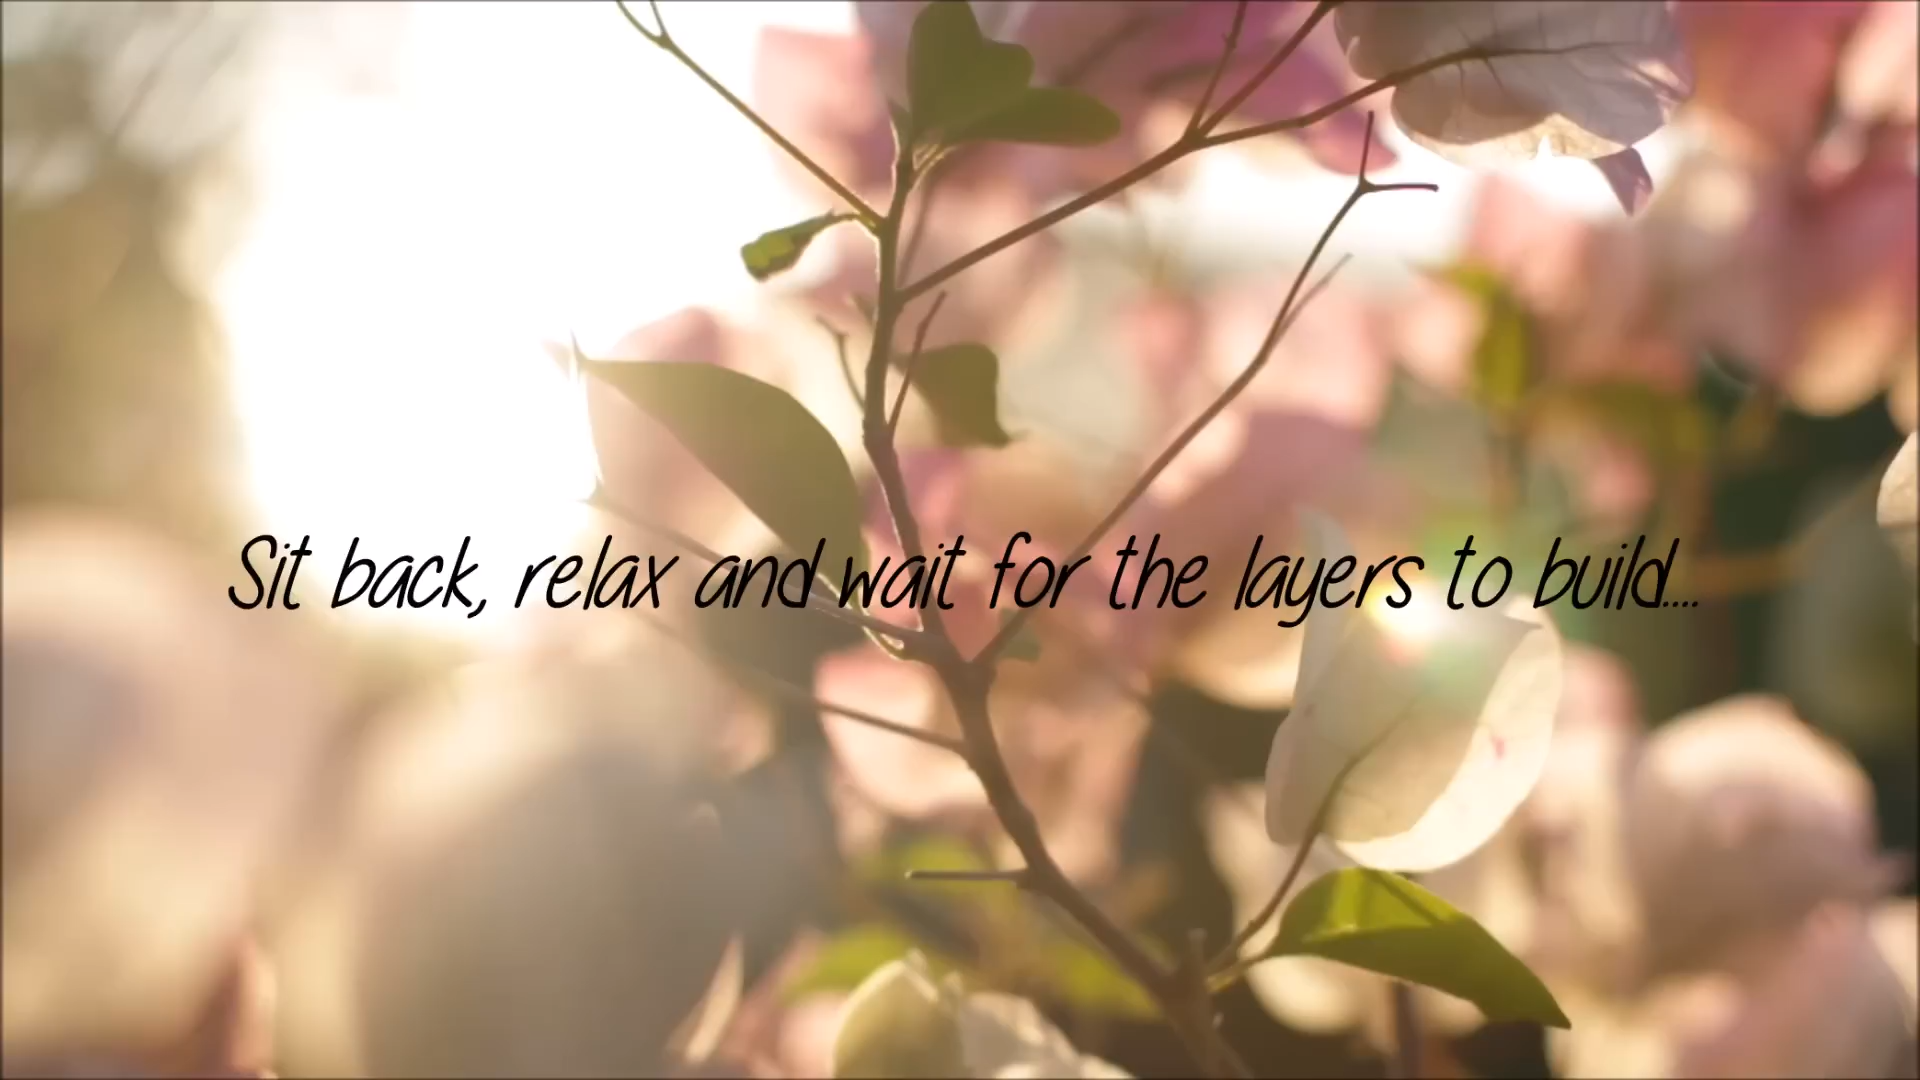 Sit back, relax and wait for the layers to build....